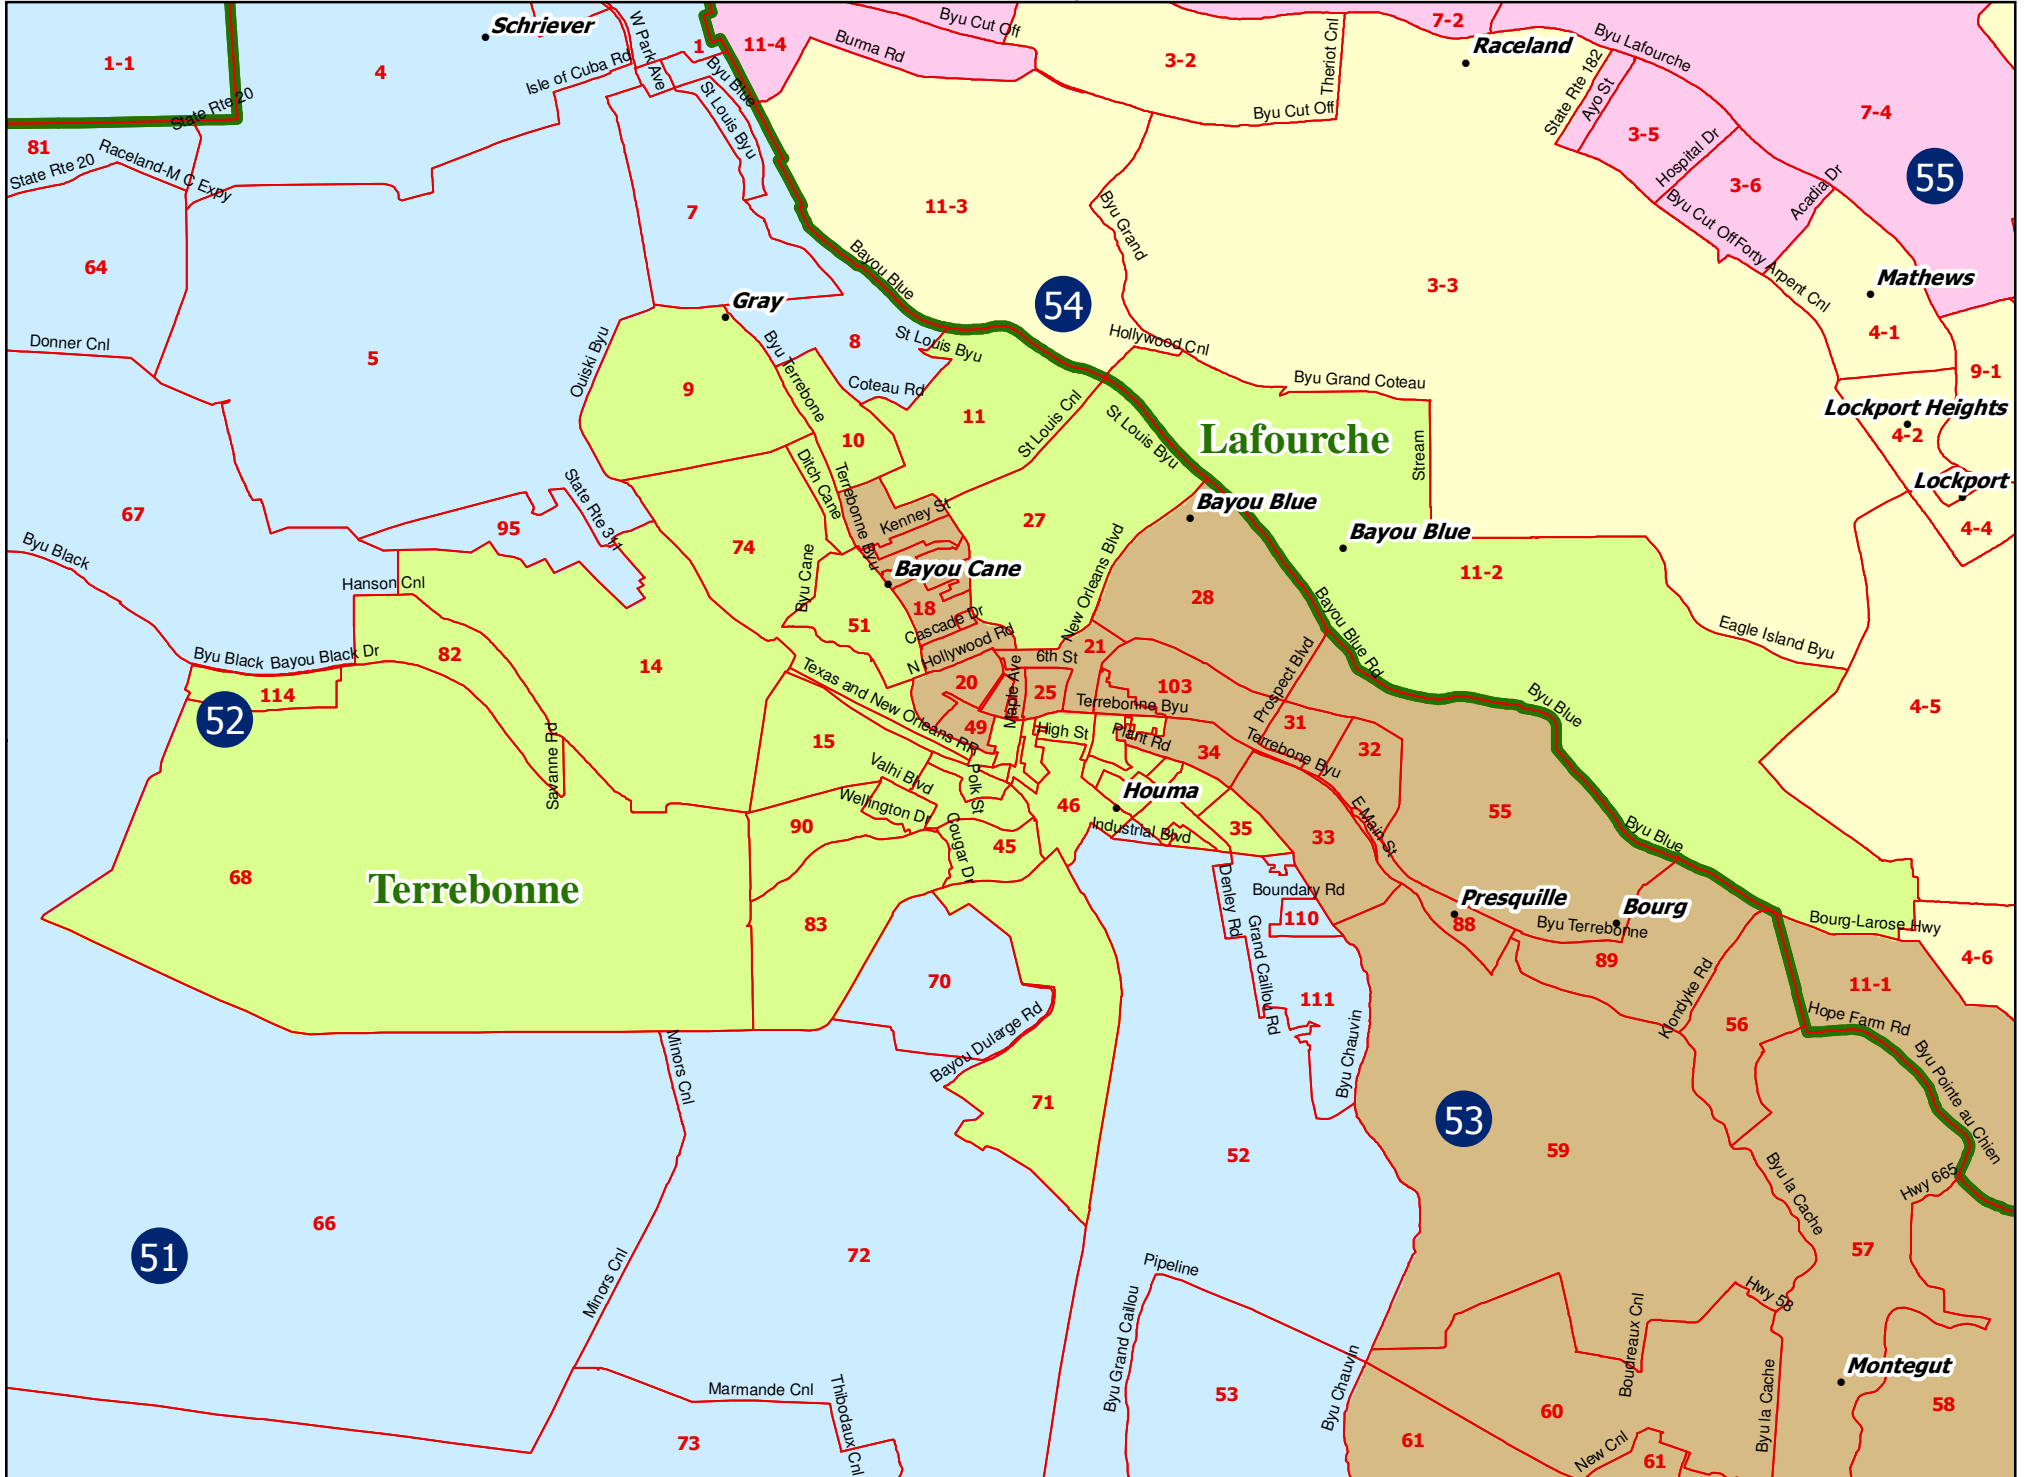 Schriever
1-1
4
W Park Ave
1
11-4
Byu Cut Off
Burma Rd
3-2
Theriot Cnl
7-2
Raceland
Byu Lafourche
7-4
Isle of Cuba Rd
Byu Blue
St Louis Byu
State Rte 20
Byu Cut Off
State Rte 182
Ayo St
3-5
Hospital Dr
3-6
Acadia Dr
55
81
State Rte 20
Raceland-M C Expy
7
11-3
Byu Grand
Byu Cut Off
Forty Arpent Cnl
64
Gray
Bayou Blue
54
3-3
Mathews
4-1
9-1
Donner Cnl
5
Ouiski Byu
9
Byu Terrebone
8
St Louis Byu
Coteau Rd
Hollywood Cnl
Byu Grand Coteau
Lockport Heights
4-2
Lockport
4-4
10
11
St Louis Cnl
St Louis Byu
Lafourche
Stream
67
Byu Black
95
State Rte 311
74
Ditch Cane
Terrebonne Byu
Kenney St
27
Bayou Blue
Bayou Blue
11-2
Hanson Cnl
Byu Cane
Bayou Cane
18
New Orleans Blvd
28
Bayou Blue Rd
Eagle Island Byu
51
Cascade Dr
N Hollywood Rd
Byu Black
Bayou Black Dr
82
14
114
52
Texas and New Orleans RR
20
Maple Ave
6th St
25
21
103
Terrebonne Byu
Prospect Blvd
Byu Blue
4-5
Savanne Rd
15
49
High St
Plant Rd
34
31
32
Terrebone Byu
Valhi Blvd
Polk St
Wellington Dr
90
46
Houma
Industrial Blvd
35
33
E Main St
55
Byu Blue
Cougar Dr
45
68
Terrebonne
83
Denley Rd
Boundary Rd
110
Grand Caillou Rd
Presquille
88
Bourg
Byu Terrebonne
89
Bourg-Larose Hwy
4-6
11-1
70
111
Klondyke Rd
56
Hope Farm Rd
Minors Cnl
Bayou Dularge Rd
71
Byu Chauvin
53
59
Byu Pointe au Chien
52
Byu la Cache
Hwy 665
66
51
72
Minors Cnl
Pipeline
57
Hwy 58
Byu Grand Caillou
Boudreaux Cnl
Montegut
58
Marmande Cnl
Thibodaux Cnl
53
Byu Chauvin
60
Byu la Cache
73
61
New Cnl
61